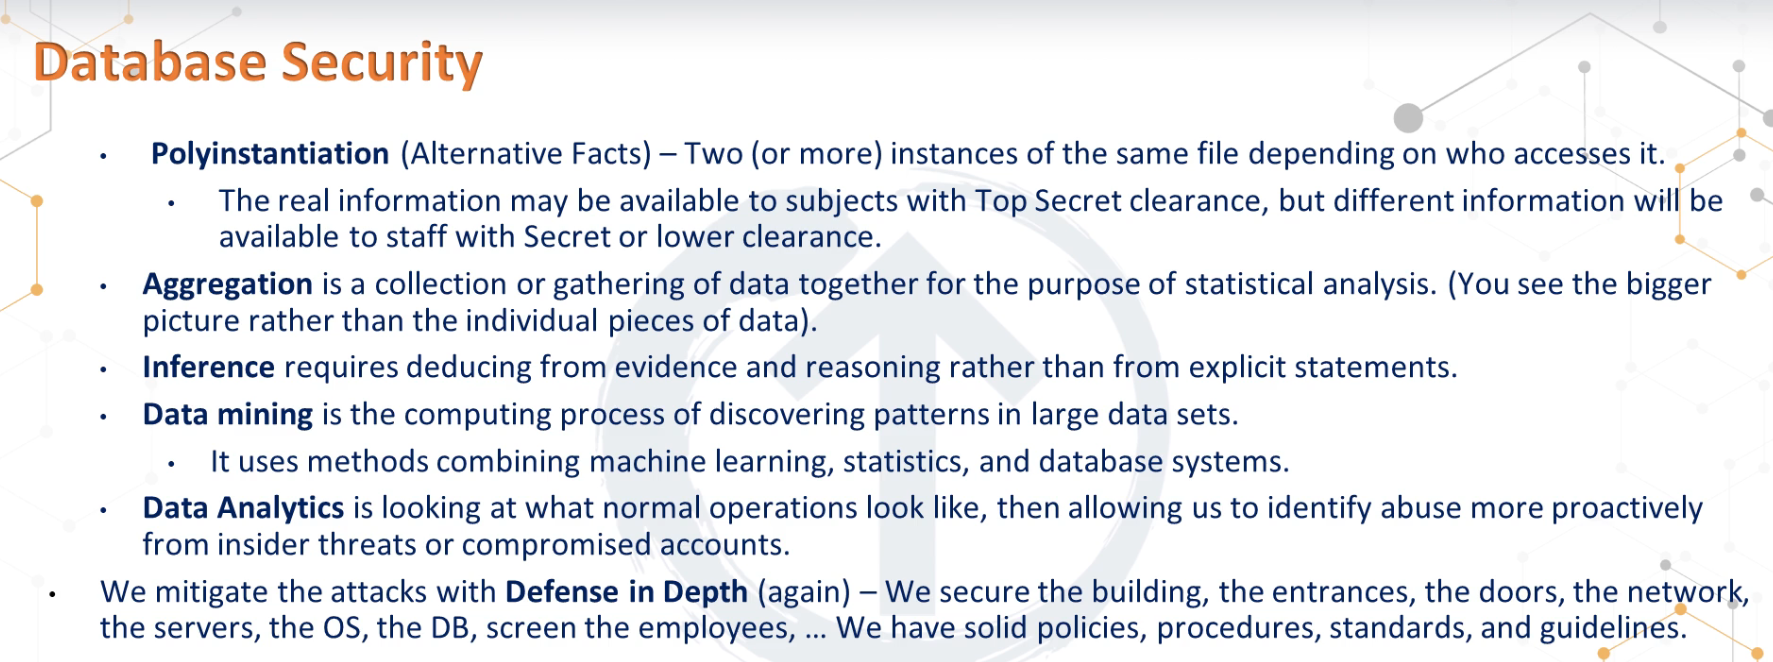 Database Security
• Polyinstantiation (Alternative Facts) – Two (or more) instances of the same file depending on who accesses it.
• The real information may be available to subjects with Top Secret clearance, but different information will be
available to staff with Secret or lower clearance.
• Aggregation is a collection or gathering of data together for the purpose of statistical analysis. (You see the bigger
picture rather than the individual pieces of data).
• Inference requires deducing from evidence and reasoning rather than from explicit statements.
• Data mining is the computing process of discovering patterns in large data sets.
• It uses methods combining machine learning, statistics, and database systems.
• Data Analytics is looking at what normal operations look like, then allowing us to identify abuse more proactively
from insider threats or compromised accounts.
• We mitigate the attacks with Defense in Depth (again) – We secure the building, the entrances, the doors, the network,
the servers, the OS, the DB, screen the employees, ... We have solid policies, procedures, standards, and guidelines.